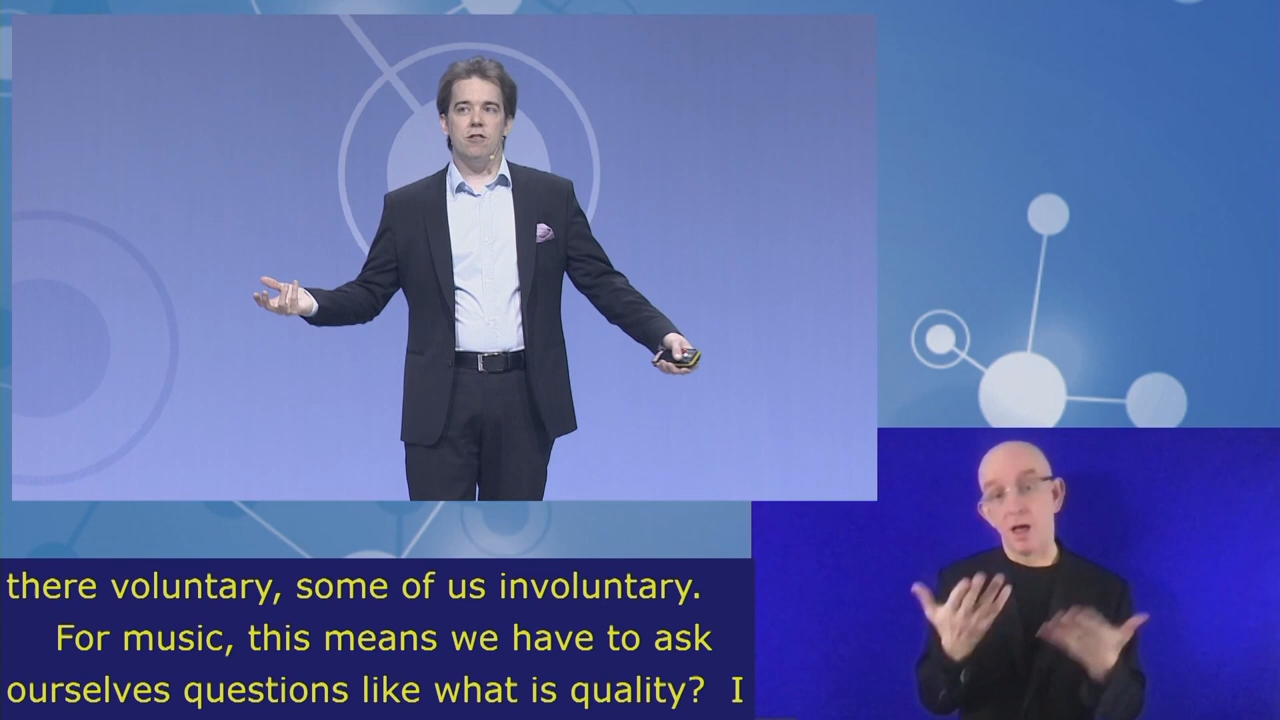 there voluntary, some of us involuntary.
For music, this means we have to ask
ourselves questions like what is quality?  I